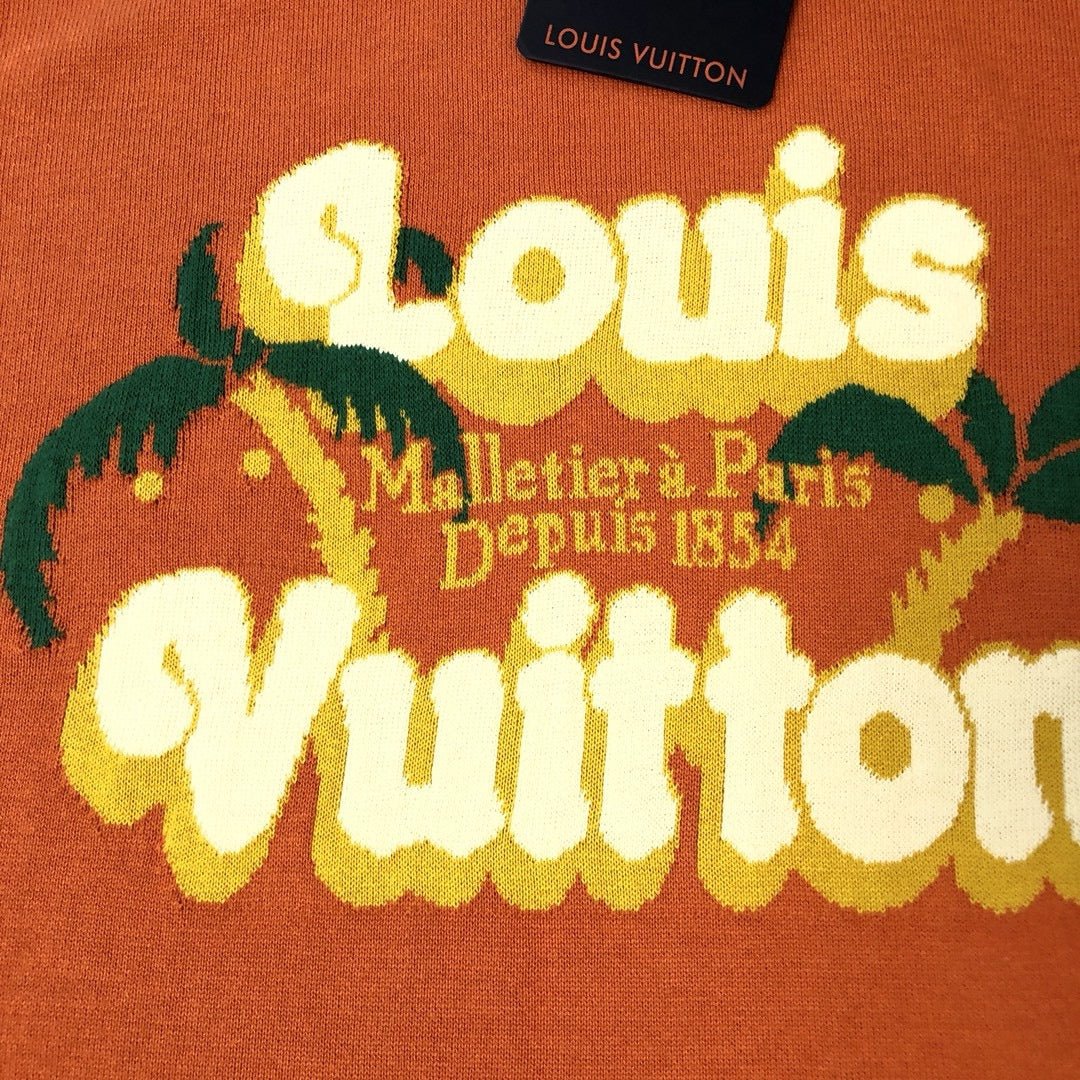 LOUIS VUITTON
Louis
Malletier à Paris
Depuis 1854
Vuitton